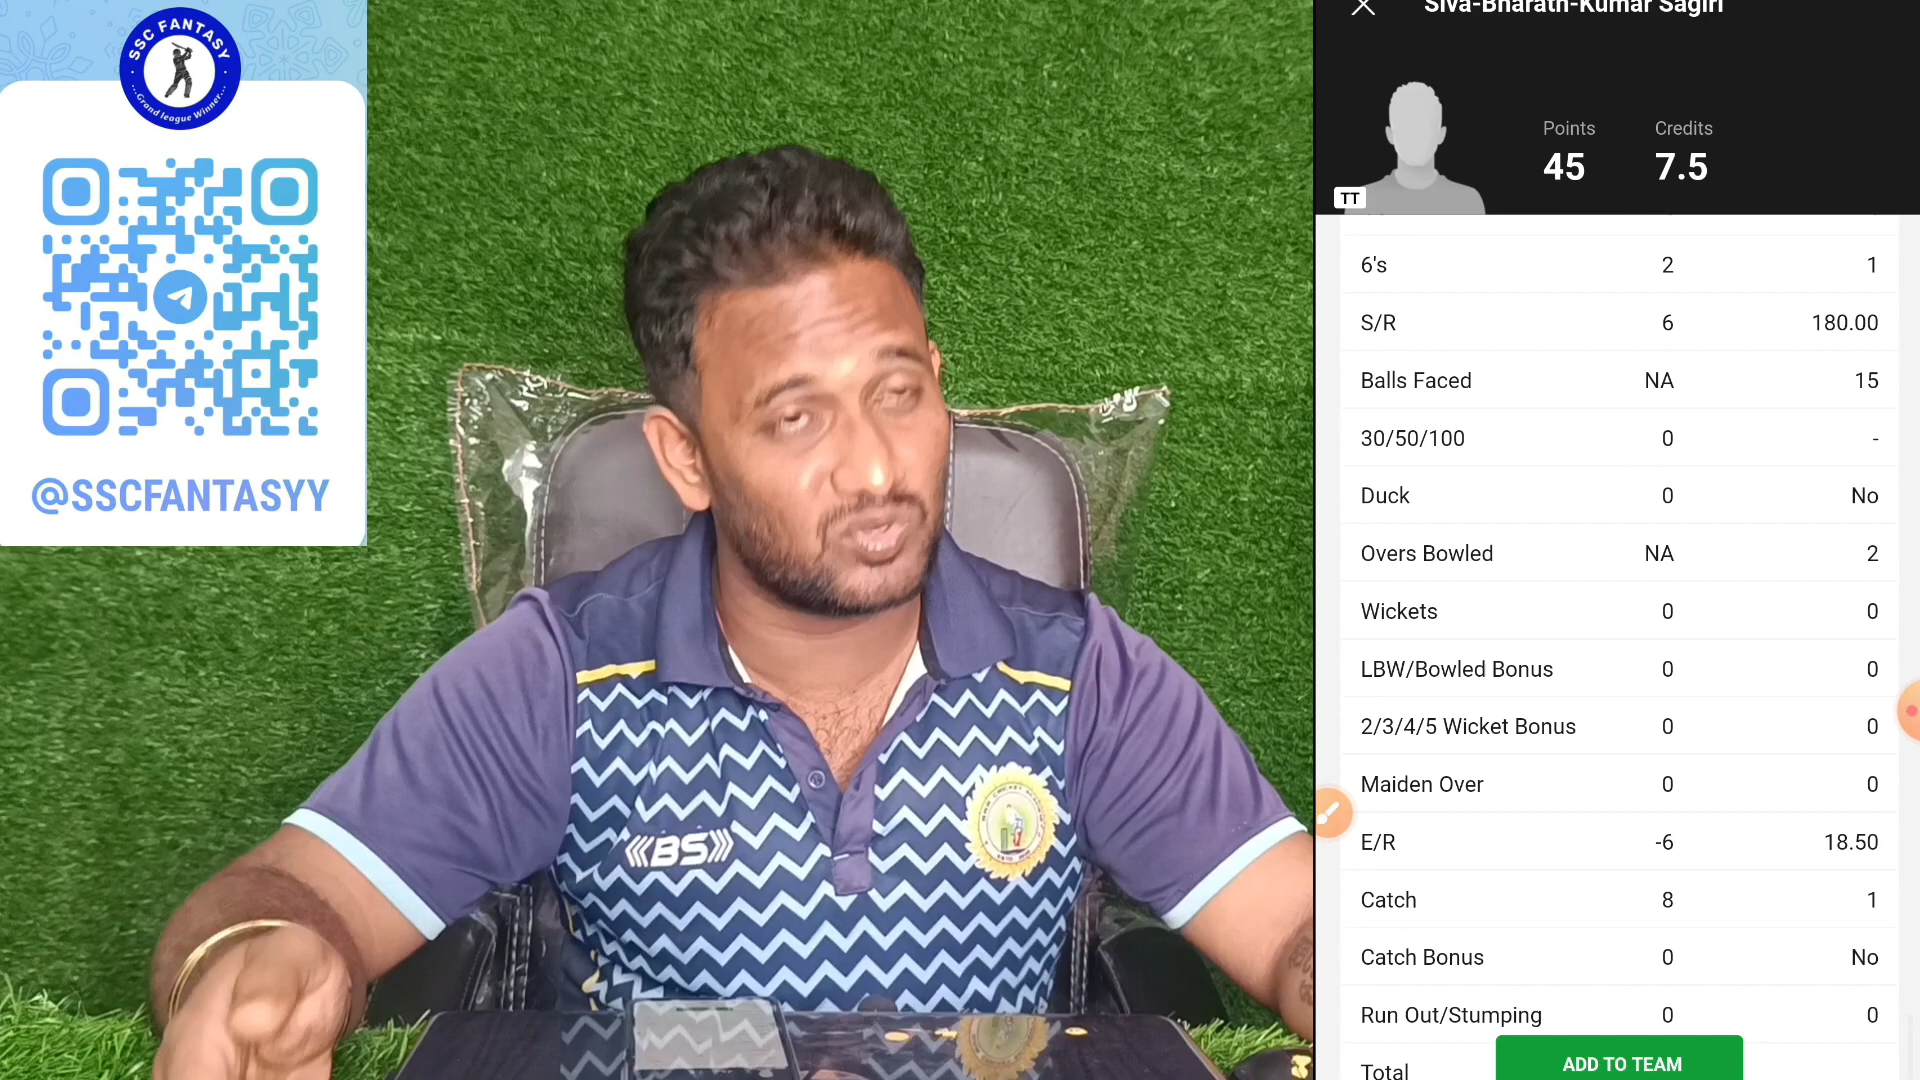 SSC FANTASY
...Grand league Winner...
@SSCFANTASYY
BS
Siva-Bharath-Kumar Sagiri
Points Credits
45 7.5
TT
6's 2 1
S/R 6 180.00
Balls Faced NA 15
30/50/100 0 -
Duck 0 No
Overs Bowled NA 2
Wickets 0 0
LBW/Bowled Bonus 0 0
2/3/4/5 Wicket Bonus 0 0
Maiden Over 0 0
E/R -6 18.50
Catch 8 1
Catch Bonus 0 No
Run Out/Stumping 0 0
Total
ADD TO TEAM